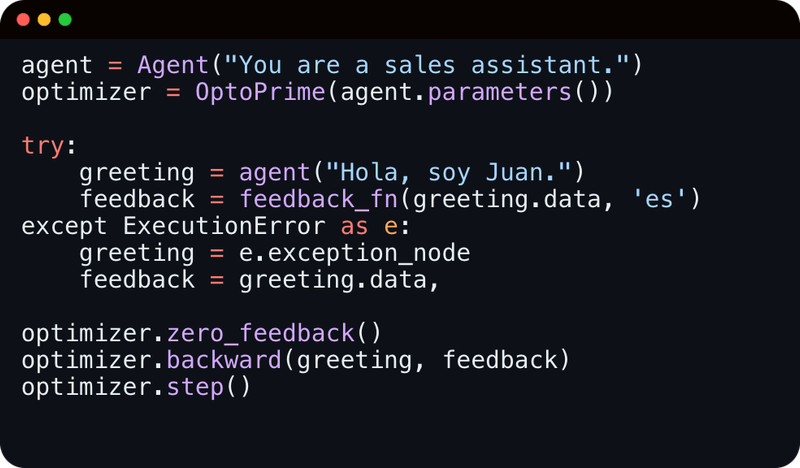 agent = Agent("You are a sales assistant.")
optimizer = OptoPrime(agent.parameters())

try:
    greeting = agent("Hola, soy Juan.")
    feedback = feedback_fn(greeting.data, 'es')
except ExecutionError as e:
    greeting = e.exception_node
    feedback = greeting.data,

optimizer.zero_feedback()
optimizer.backward(greeting, feedback)
optimizer.step()